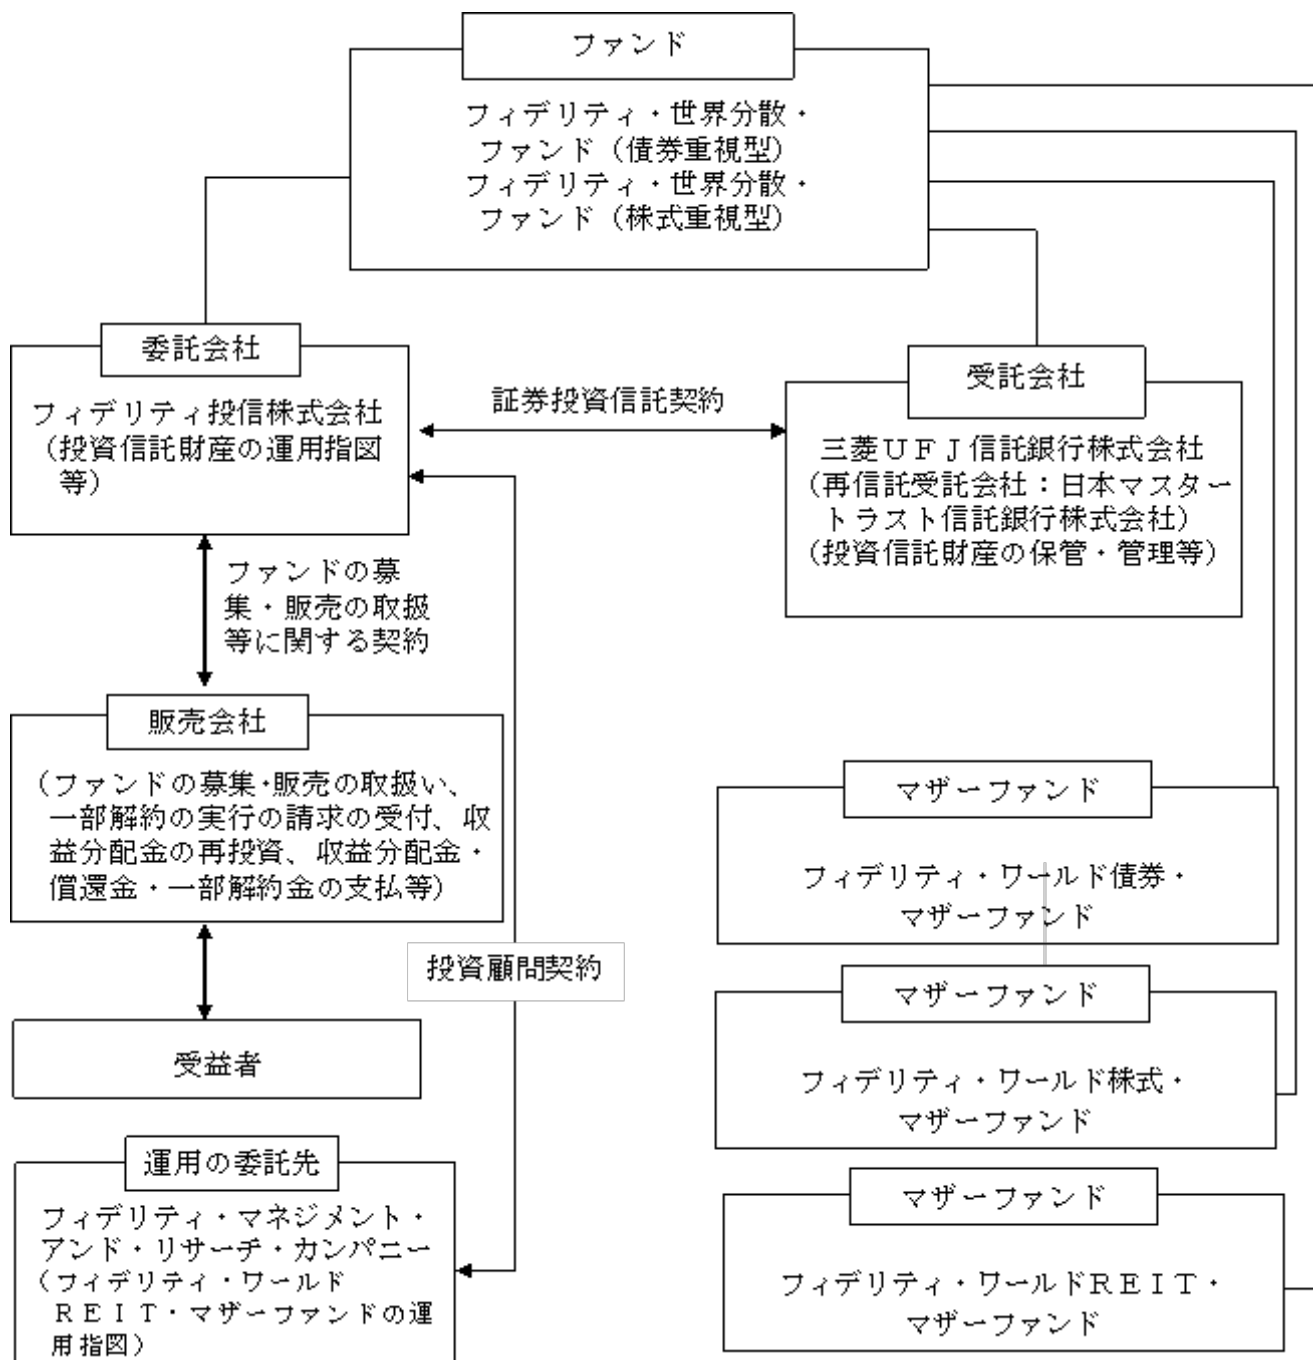 ファンド
フィデリティ・世界分散・
ファンド（債券重視型）
フィデリティ・世界分散・
ファンド（株式重視型）
委託会社
フィデリティ投信株式会社
（投資信託財産の運用指図
等）
証券投資信託契約
受託会社
三菱ＵＦＪ信託銀行株式会社
（再信託受託会社：日本マスター
トラスト信託銀行株式会社）
（投資信託財産の保管・管理等）
ファンドの募
集・販売の取扱
等に関する契約
販売会社
（ファンドの募集・販売の取扱い、
一部解約の実行の請求の受付、収
益分配金の再投資、収益分配金・
償還金・一部解約金の支払等）
投資顧問契約
受益者
運用の委託先
フィデリティ・マネジメント・
アンド・リサーチ・カンパニー
（フィデリティ・ワールド
ＲＥＩＴ・マザーファンドの運
用指図）
マザーファンド
フィデリティ・ワールド債券・
マザーファンド
マザーファンド
フィデリティ・ワールド株式・
マザーファンド
マザーファンド
フィデリティ・ワールドＲＥＩＴ・
マザーファンド